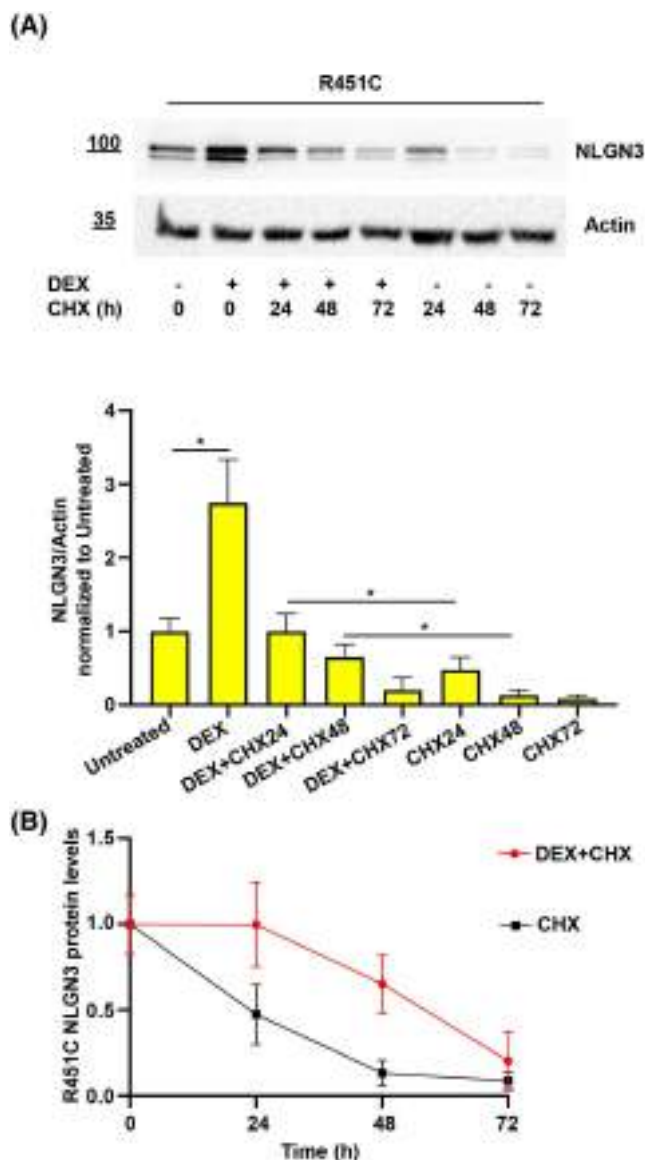 (A)
R451C
100
NLGN3
35
Actin
DEX - + + + + - - -
CHX (h) 0 0 24 48 72 24 48 72
NLGN3/Actin
normalized to Untreated
4
3
2
1
0
*
*
*
Untreated
DEX
DEX+CHX24
DEX+CHX48
DEX+CHX72
CHX24
CHX48
CHX72
(B)
R451C NLGN3 protein levels
1.5
1.0
0.5
0.0
0 24 48 72
Time (h)
DEX+CHX
CHX